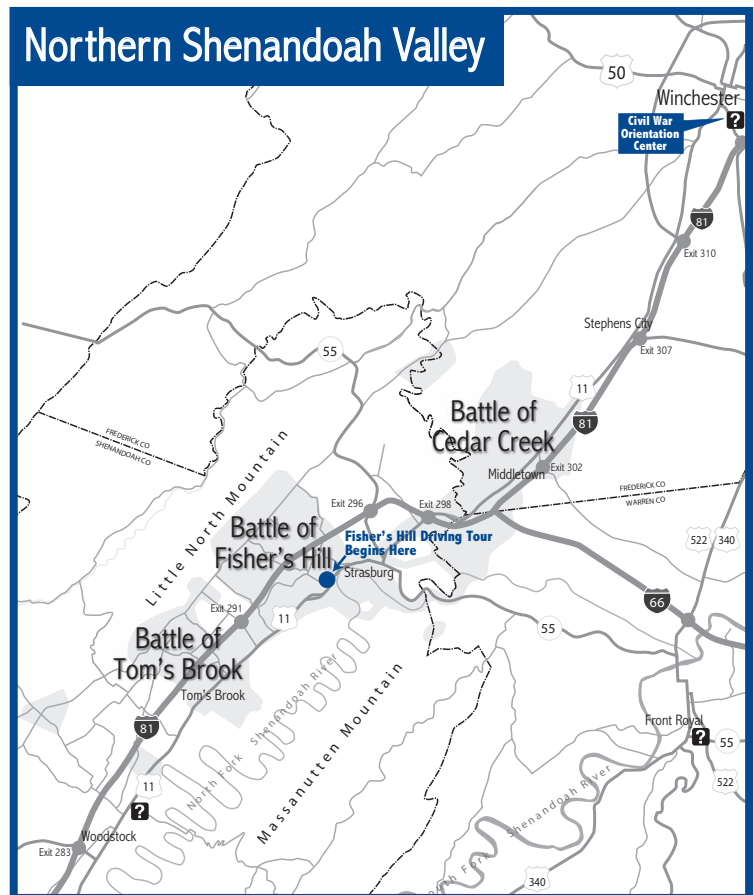 Northern Shenandoah Valley
50
Winchester
?
Civil War
Orientation
Center
81
Exit 310
Stephens City
Exit 307
55
11
Battle of
Cedar Creek
81
Middletown
Exit 302
FREDERICK CO
SHENANDOAH CO
FREDERICK CO
WARREN CO
Little North Mountain
Exit 296
Exit 298
Battle of
Fisher's Hill
Fisher's Hill Driving Tour
Begins Here
Strasburg
522
340
66
Exit 291
11
55
Battle of
Tom's Brook
Tom's Brook
North Fork Shenandoah River
Massanutten Mountain
81
Front Royal
?
55
522
11
?
Woodstock
Exit 283
Fork Shenandoah River
340